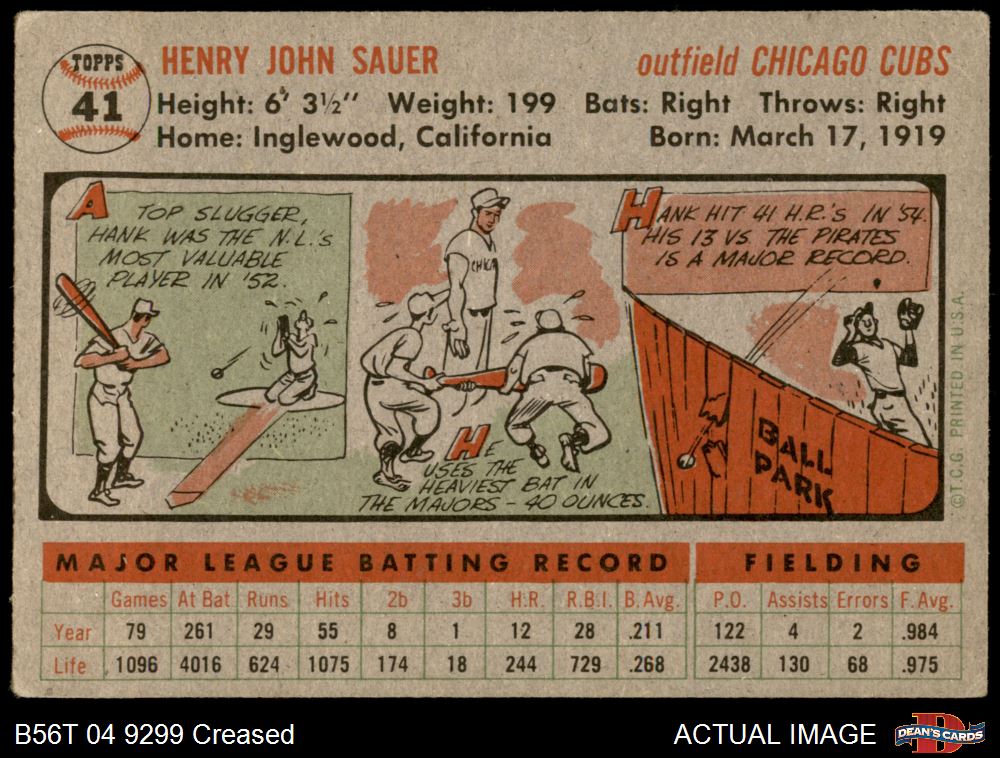 TOPPS
41
HENRY JOHN SAUER
outfield CHICAGO CUBS
Height: 6' 3½" Weight: 199 Bats: Right Throws: Right
Home: Inglewood, California Born: March 17, 1919
A TOP SLUGGER,
HANK WAS THE N.L.'S
MOST VALUABLE
PLAYER IN '52.
CHICA
HE
USES THE
HEAVIEST BAT IN
THE MAJORS – 40 OUNCES.
HANK HIT 41 H.R.'S IN '54.
HIS 13 VS. THE PIRATES
IS A MAJOR RECORD.
BALL
PARK
©T.C.G. PRINTED IN U.S.A.
MAJOR LEAGUE BATTING RECORD FIELDING
Games At Bat Runs Hits 2b 3b H.R. R.B.I. B. Avg. P.O. Assists Errors F. Avg.
Year 79 261 29 55 8 1 12 28 .211 122 4 2 .984
Life 1096 4016 624 1075 174 18 244 729 .268 2438 130 68 .975
B56T 04 9299 Creased ACTUAL IMAGE
D
DEAN'S CARDS